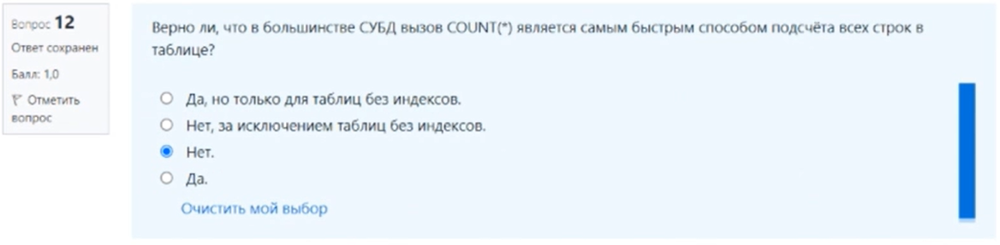 Вопрос 12
Ответ сохранен
Балл: 1,0
Отметить
вопрос
Верно ли, что в большинстве СУБД вызов COUNT(*) является самым быстрым способом подсчёта всех строк в
таблице?
Да, но только для таблиц без индексов.
Нет, за исключением таблиц без индексов.
Нет.
Да.
Очистить мой выбор